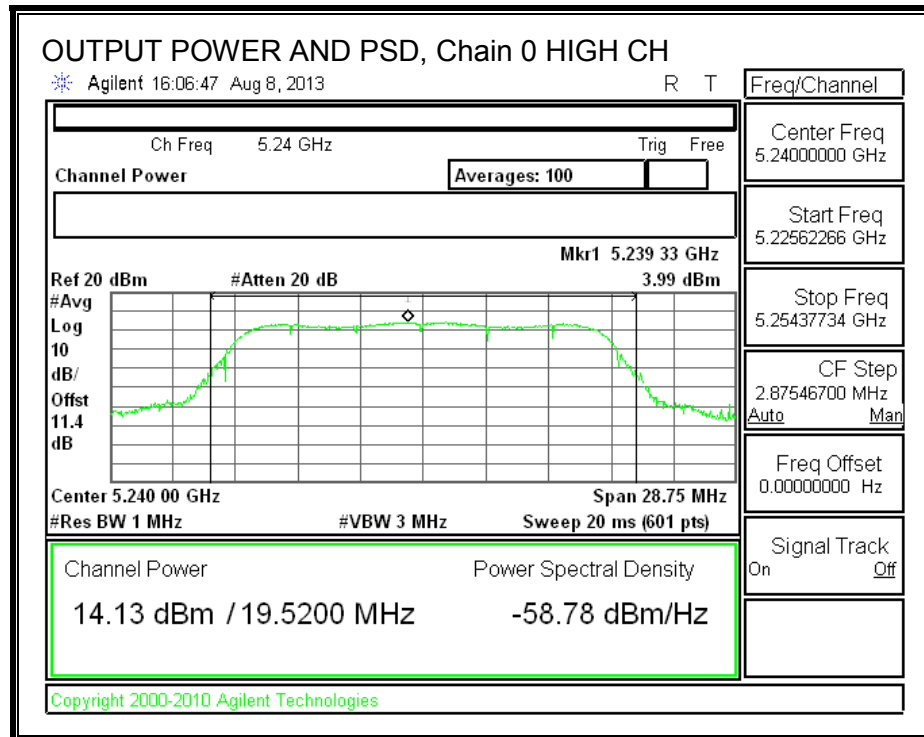 OUTPUT POWER AND PSD, Chain 0 HIGH CH
Agilent 16:06:47 Aug 8, 2013 R T
Freq/Channel
Ch Freq 5.24 GHz Trig Free
Channel Power Averages: 100
Mkr1 5.239 33 GHz
Ref 20 dBm #Atten 20 dB 3.99 dBm
#Avg
Log
10
dB/
Offst
11.4
dB
1
Center 5.240 00 GHz Span 28.75 MHz
#Res BW 1 MHz #VBW 3 MHz Sweep 20 ms (601 pts)
Channel Power Power Spectral Density
14.13 dBm / 19.5200 MHz -58.78 dBm/Hz
Center Freq
5.24000000 GHz
Start Freq
5.22562266 GHz
Stop Freq
5.25437734 GHz
CF Step
2.87546700 MHz
Auto Man
Freq Offset
0.00000000 Hz
Signal Track
On Off
Copyright 2000-2010 Agilent Technologies